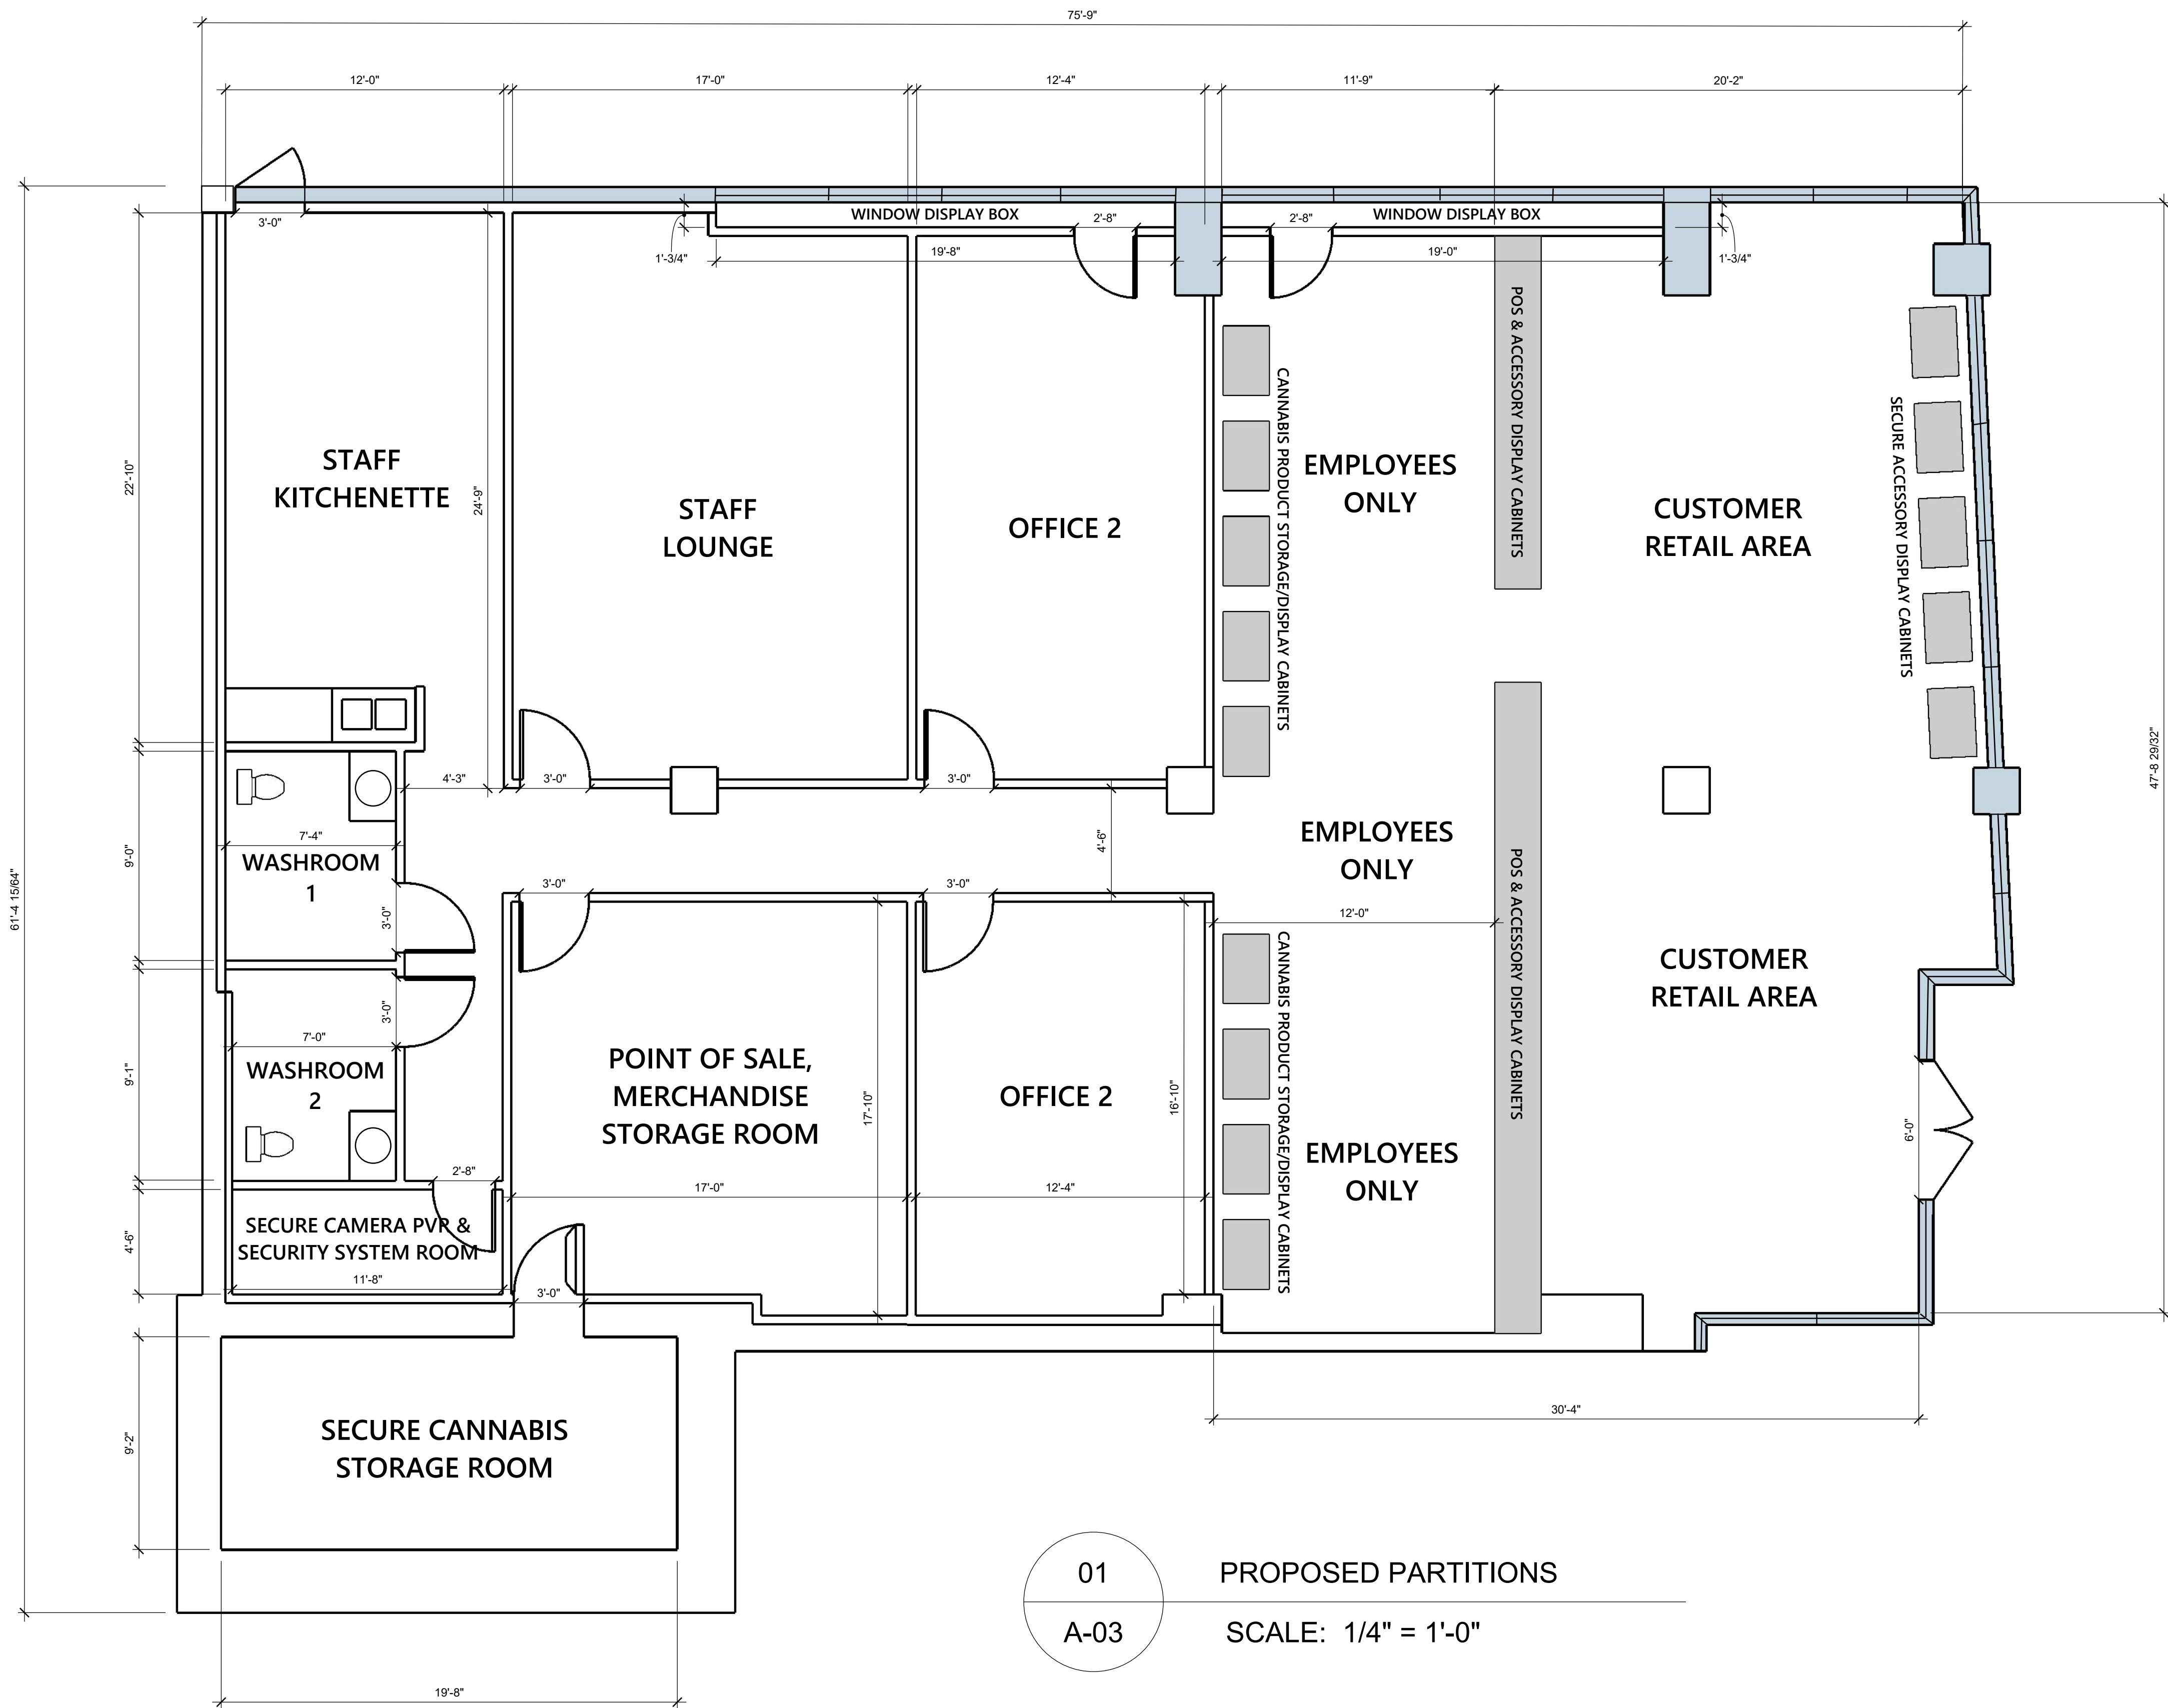 75'-9"
12'-0"
17'-0"
12'-4"
11'-9"
20'-2"
3'-0"
WINDOW DISPLAY BOX
2'-8"
2'-8"
WINDOW DISPLAY BOX
1'-3/4"
19'-8"
19'-0"
1'-3/4"
22'-10"
STAFF
KITCHENETTE
24'-9"
STAFF
LOUNGE
OFFICE 2
CANNABIS PRODUCT STORAGE/DISPLAY CABINETS
EMPLOYEES
ONLY
POS & ACCESSORY DISPLAY CABINETS
CUSTOMER
RETAIL AREA
SECURE ACCESSORY DISPLAY CABINETS
47'-8 29/32"
61'-4 15/64"
4'-3"
3'-0"
3'-0"
9'-0"
7'-4"
WASHROOM
1
3'-0"
4'-6"
EMPLOYEES
ONLY
3'-0"
3'-0"
12'-0"
POS & ACCESSORY DISPLAY CABINETS
CUSTOMER
RETAIL AREA
9'-1"
3'-0"
7'-0"
WASHROOM
2
POINT OF SALE,
MERCHANDISE
STORAGE ROOM
17'-10"
OFFICE 2
16'-10"
CANNABIS PRODUCT STORAGE/DISPLAY CABINETS
EMPLOYEES
ONLY
6'-0"
2'-8"
17'-0"
12'-4"
4'-6"
SECURE CAMERA PVR &
SECURITY SYSTEM ROOM
11'-8"
3'-0"
30'-4"
9'-2"
SECURE CANNABIS
STORAGE ROOM
19'-8"
01
PROPOSED PARTITIONS
A-03
SCALE: 1/4" = 1'-0"